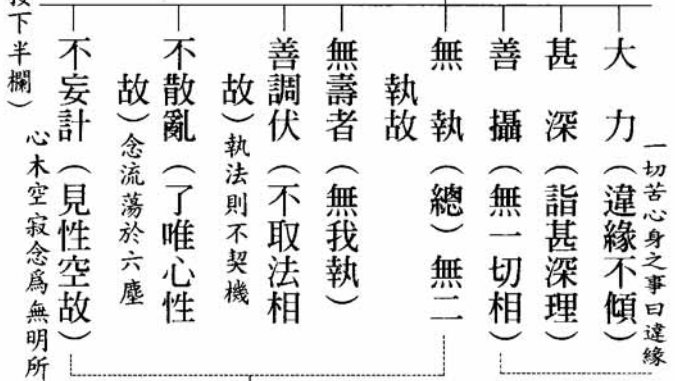 一切苦心身之事曰違緣
大力（違緣不傾）
甚深（詣甚深理）
善攝（無一切相）
無執（總）無二
執故
無壽者（無我執）
善調伏（不取法相
故）執法則不契機
不散亂（了唯心性
故）念流蕩於六塵
不妄計（見性空故）
心木空寂念爲無明所
按下半欄）